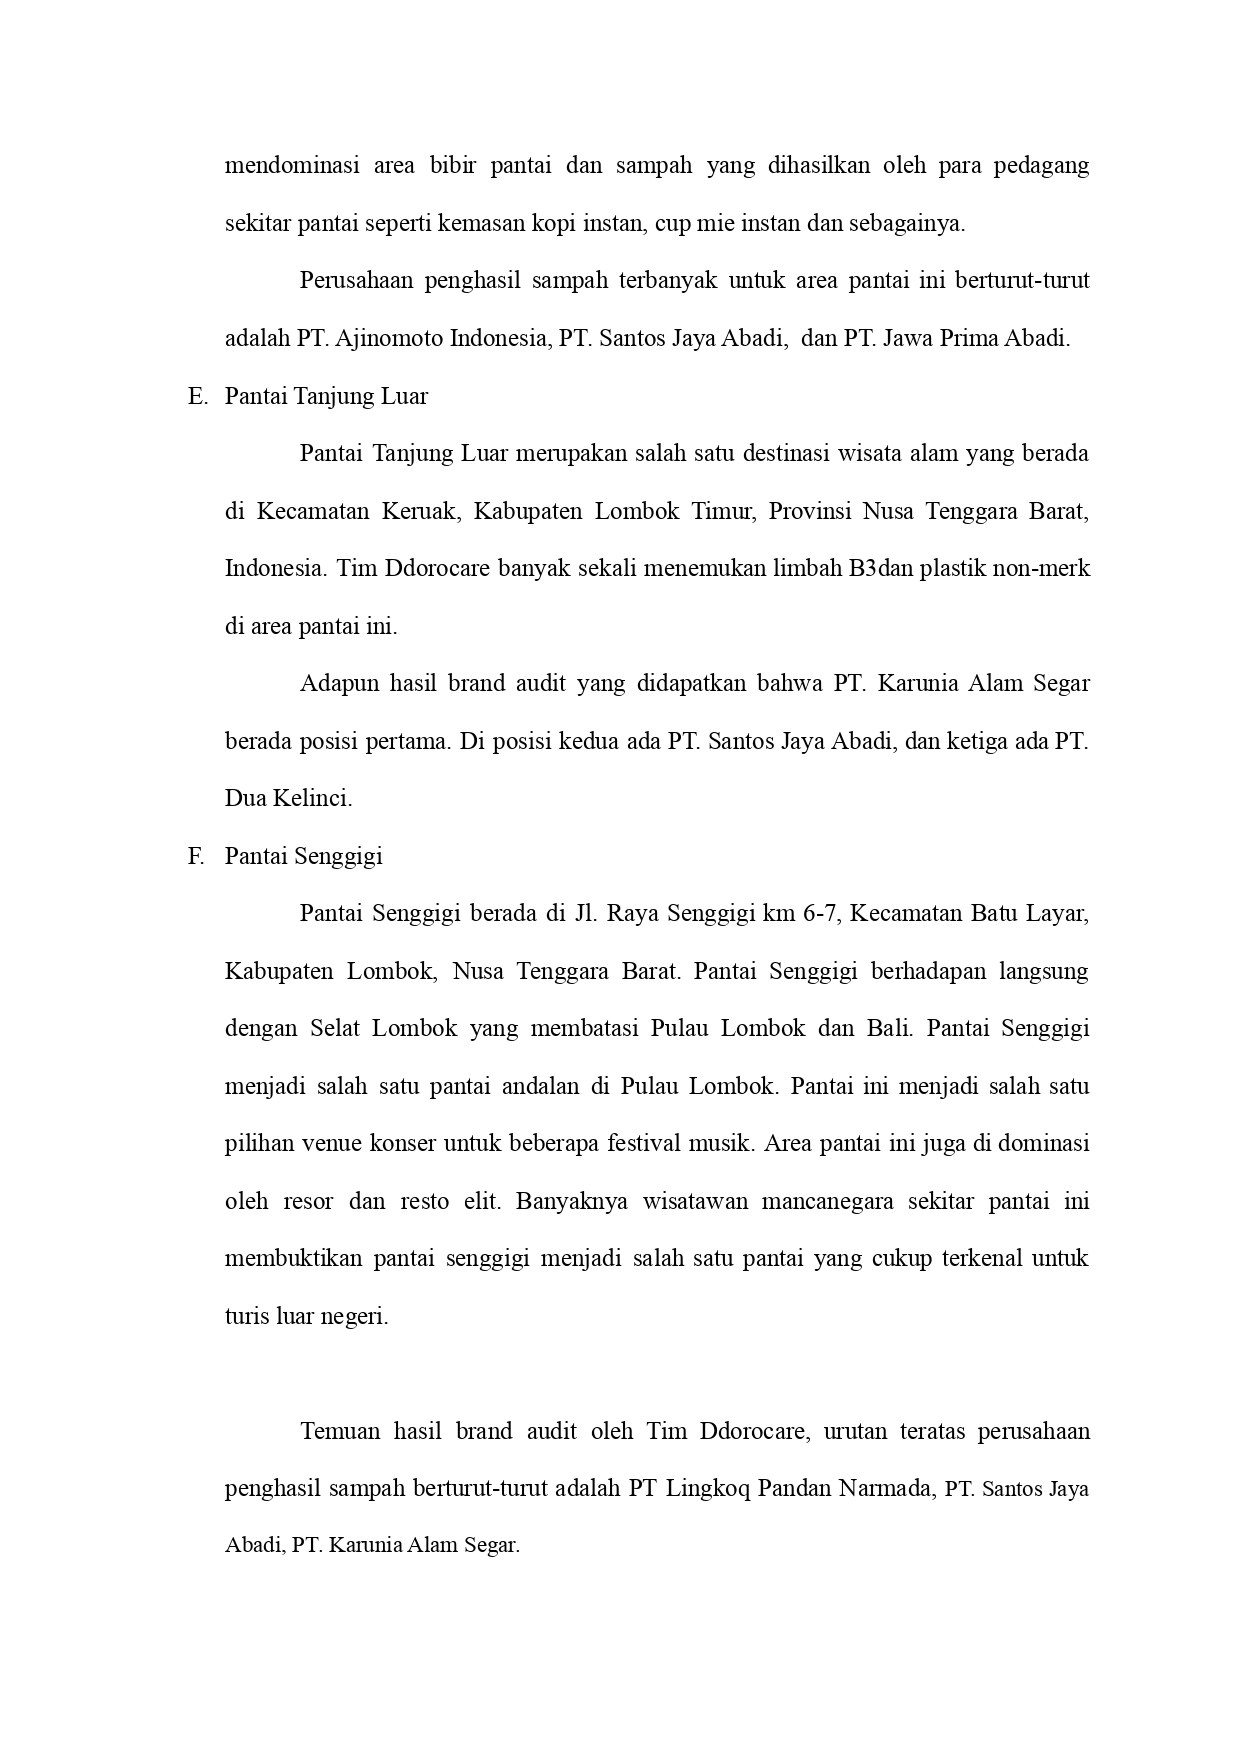 mendominasi area bibir pantai dan sampah yang dihasilkan oleh para pedagang
sekitar pantai seperti kemasan kopi instan, cup mie instan dan sebagainya.
Perusahaan penghasil sampah terbanyak untuk area pantai ini berturut-turut
adalah PT. Ajinomoto Indonesia, PT. Santos Jaya Abadi,  dan PT. Jawa Prima Abadi.
E. Pantai Tanjung Luar
Pantai Tanjung Luar merupakan salah satu destinasi wisata alam yang berada
di Kecamatan Keruak, Kabupaten Lombok Timur, Provinsi Nusa Tenggara Barat,
Indonesia. Tim Ddorocare banyak sekali menemukan limbah B3dan plastik non-merk
di area pantai ini.
Adapun hasil brand audit yang didapatkan bahwa PT. Karunia Alam Segar
berada posisi pertama. Di posisi kedua ada PT. Santos Jaya Abadi, dan ketiga ada PT.
Dua Kelinci.
F. Pantai Senggigi
Pantai Senggigi berada di Jl. Raya Senggigi km 6-7, Kecamatan Batu Layar,
Kabupaten Lombok, Nusa Tenggara Barat. Pantai Senggigi berhadapan langsung
dengan Selat Lombok yang membatasi Pulau Lombok dan Bali. Pantai Senggigi
menjadi salah satu pantai andalan di Pulau Lombok. Pantai ini menjadi salah satu
pilihan venue konser untuk beberapa festival musik. Area pantai ini juga di dominasi
oleh resor dan resto elit. Banyaknya wisatawan mancanegara sekitar pantai ini
membuktikan pantai senggigi menjadi salah satu pantai yang cukup terkenal untuk
turis luar negeri.
Temuan hasil brand audit oleh Tim Ddorocare, urutan teratas perusahaan
penghasil sampah berturut-turut adalah PT Lingkoq Pandan Narmada, PT. Santos Jaya
Abadi, PT. Karunia Alam Segar.